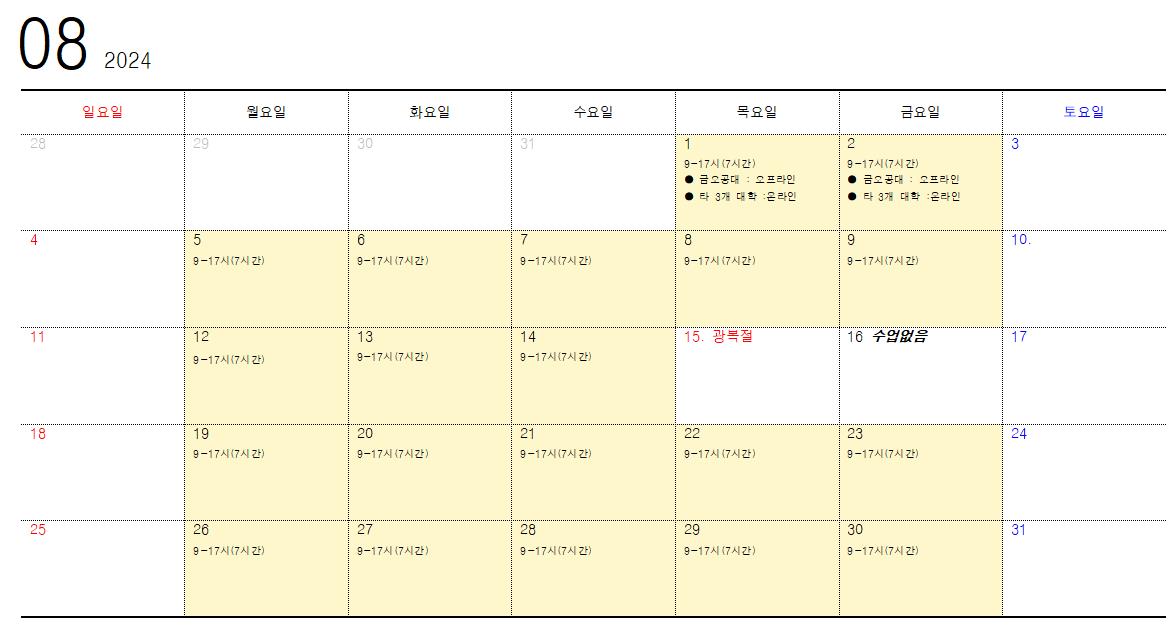 08 2024
일요일 월요일 화요일 수요일 목요일 금요일 토요일
28 29 30 31 1 2 3
9-17시(7시간) 9-17시(7시간)
● 금오공대 : 오프라인 ● 금오공대 : 오프라인
● 타 3개 대학 :온라인 ● 타 3개 대학 :온라인
4 5 6 7 8 9 10.
9-17시(7시간) 9-17시(7시간) 9-17시(7시간) 9-17시(7시간) 9-17시(7시간)
11 12 13 14 15. 광복절 16 수업없음 17
9-17시(7시간) 9-17시(7시간) 9-17시(7시간)
18 19 20 21 22 23 24
9-17시(7시간) 9-17시(7시간) 9-17시(7시간) 9-17시(7시간) 9-17시(7시간)
25 26 27 28 29 30 31
9-17시(7시간) 9-17시(7시간) 9-17시(7시간) 9-17시(7시간) 9-17시(7시간)